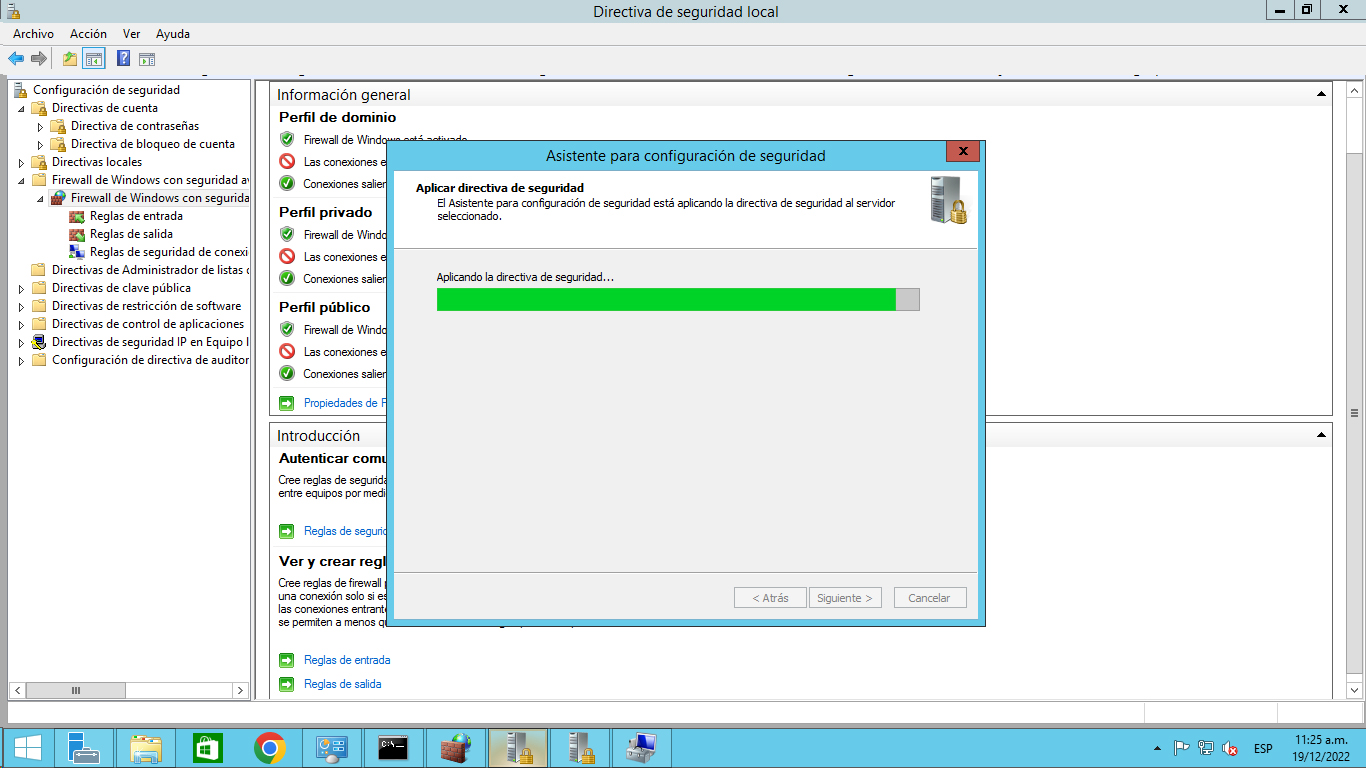 Directiva de seguridad local
Archivo Acción Ver Ayuda
Configuración de seguridad
Directivas de cuenta
Directiva de contraseñas
Directiva de bloqueo de cuenta
Directivas locales
Firewall de Windows con seguridad av
Firewall de Windows con segurida
Reglas de entrada
Reglas de salida
Reglas de seguridad de conexi
Directivas de Administrador de listas
Directivas de clave pública
Directivas de restricción de software
Directivas de control de aplicaciones
Directivas de seguridad IP en Equipo l
Configuración de directiva de auditor
Información general
Perfil de dominio
Firewall de Windows está activado.
Las conexiones e
Conexiones salien
Perfil privado
Firewall de Windo
Las conexiones e
Conexiones salien
Perfil público
Firewall de Windo
Las conexiones e
Conexiones salien
Propiedades de F
Introducción
Autenticar comu
Cree reglas de segurida
entre equipos por medi
Reglas de segurid
Ver y crear regl
Cree reglas de firewall p
una conexión solo si es
las conexiones entrante
se permiten a menos qu
Reglas de entrada
Reglas de salida
Asistente para configuración de seguridad
Aplicar directiva de seguridad
El Asistente para configuración de seguridad está aplicando la directiva de seguridad al servidor
seleccionado.
Aplicando la directiva de seguridad...
< Atrás Siguiente > Cancelar
ESP
11:25 a.m.
19/12/2022